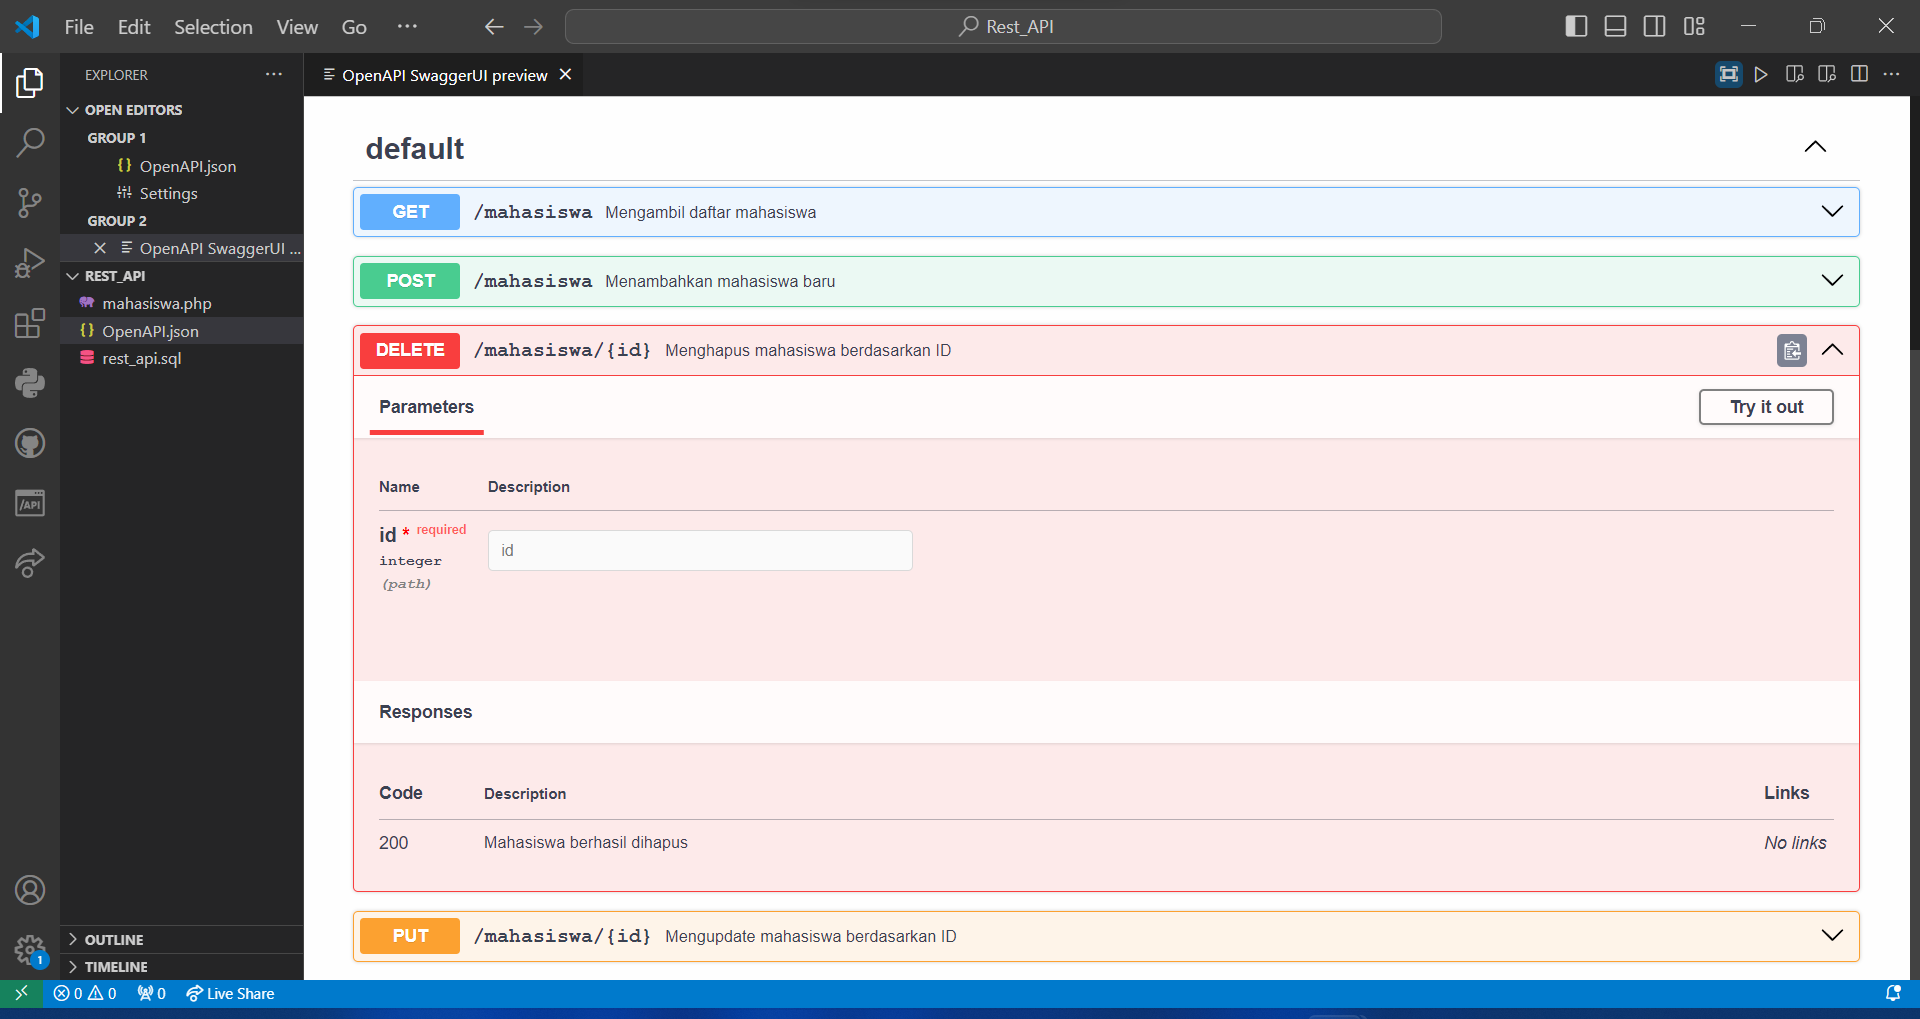 File Edit Selection View Go ··· Rest_API
EXPLORER ···
OPEN EDITORS
GROUP 1
{} OpenAPI.json
Settings
GROUP 2
OpenAPI SwaggerUI ...
REST_API
mahasiswa.php
{} OpenAPI.json
rest_api.sql
OUTLINE
TIMELINE
/API
1
OpenAPI SwaggerUI preview
default
GET /mahasiswa Mengambil daftar mahasiswa
POST /mahasiswa Menambahkan mahasiswa baru
DELETE /mahasiswa/{id} Menghapus mahasiswa berdasarkan ID
Parameters Try it out
Name Description
id * required
integer
(path)
id
Responses
Code Description Links
200 Mahasiswa berhasil dihapus No links
PUT /mahasiswa/{id} Mengupdate mahasiswa berdasarkan ID
0 0 0 Live Share